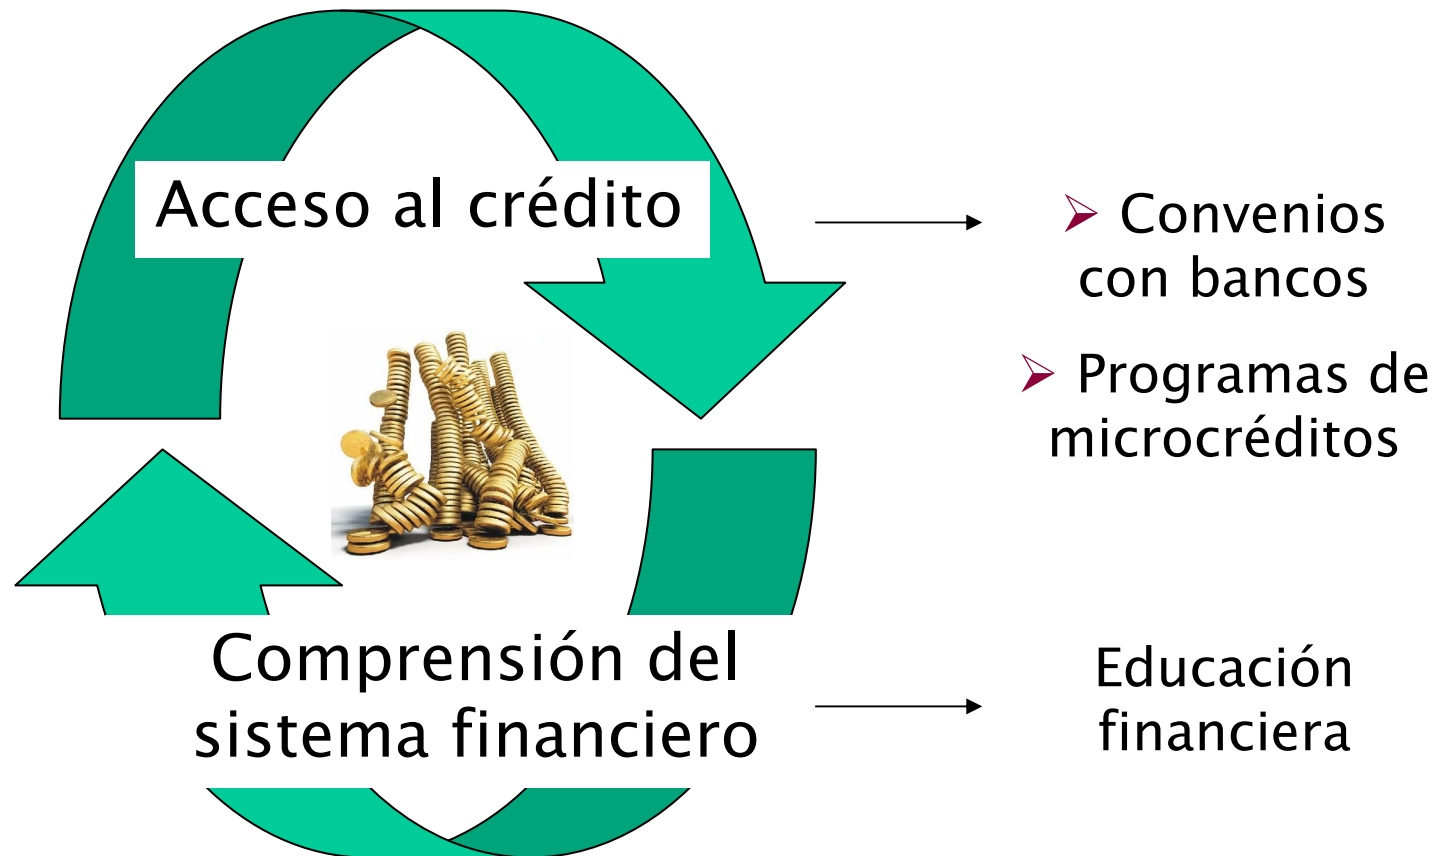 Acceso al crédito
➢ Convenios
con bancos
➢ Programas de
microcréditos
Comprensión del
sistema financiero
Educación
financiera